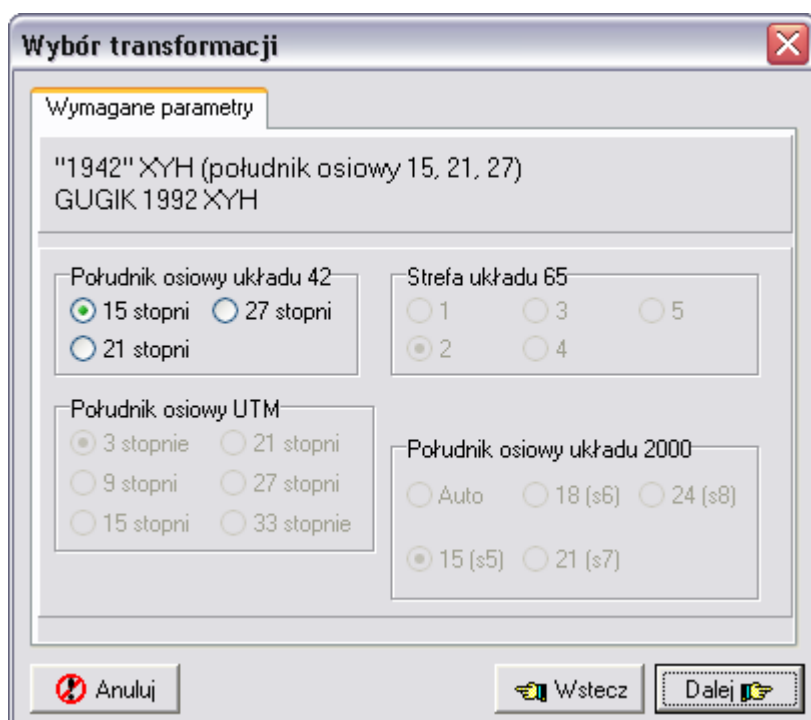 Wybór transformacji
Wymagane parametry
"1942" XYH (południk osiowy 15, 21, 27)
GUGIK 1992 XYH
Południk osiowy układu 42
15 stopni 27 stopni
21 stopni
Strefa układu 65
1 3 5
2 4
Południk osiowy UTM
3 stopnie 21 stopni
9 stopni 27 stopni
15 stopni 33 stopnie
Południk osiowy układu 2000
Auto 18 (s6) 24 (s8)
15 (s5) 21 (s7)
Anuluj Wstecz Dalej